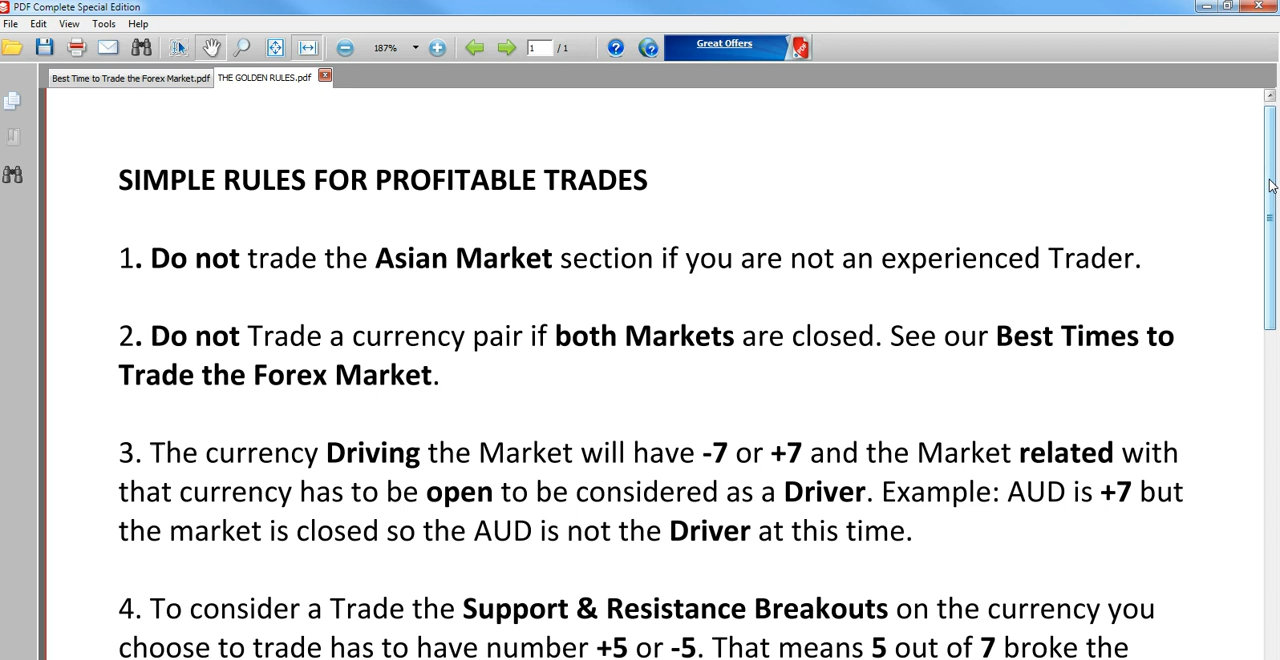 PDF Complete Special Edition
File Edit View Tools Help
187% 1 / 1 Great Offers
Best Time to Trade the Forex Market.pdf THE GOLDEN RULES.pdf
SIMPLE RULES FOR PROFITABLE TRADES
1. Do not trade the Asian Market section if you are not an experienced Trader.
2. Do not Trade a currency pair if both Markets are closed. See our Best Times to
Trade the Forex Market.
3. The currency Driving the Market will have -7 or +7 and the Market related with
that currency has to be open to be considered as a Driver. Example: AUD is +7 but
the market is closed so the AUD is not the Driver at this time.
4. To consider a Trade the Support & Resistance Breakouts on the currency you
choose to trade has to have number +5 or -5. That means 5 out of 7 broke the